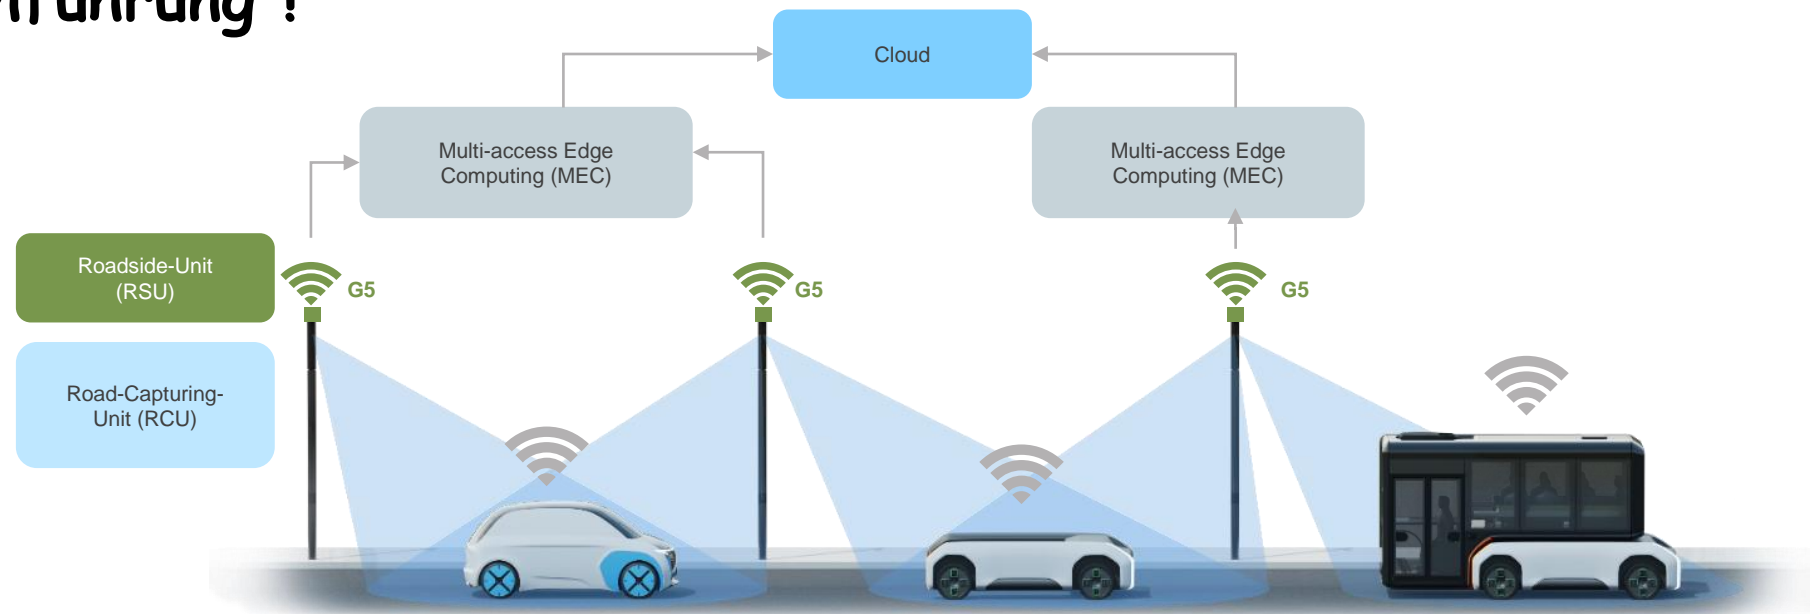 Cloud
Multi-access Edge
Computing (MEC)
Multi-access Edge
Computing (MEC)
Roadside-Unit
(RSU)
G5
G5
G5
Road-Capturing-
Unit (RCU)